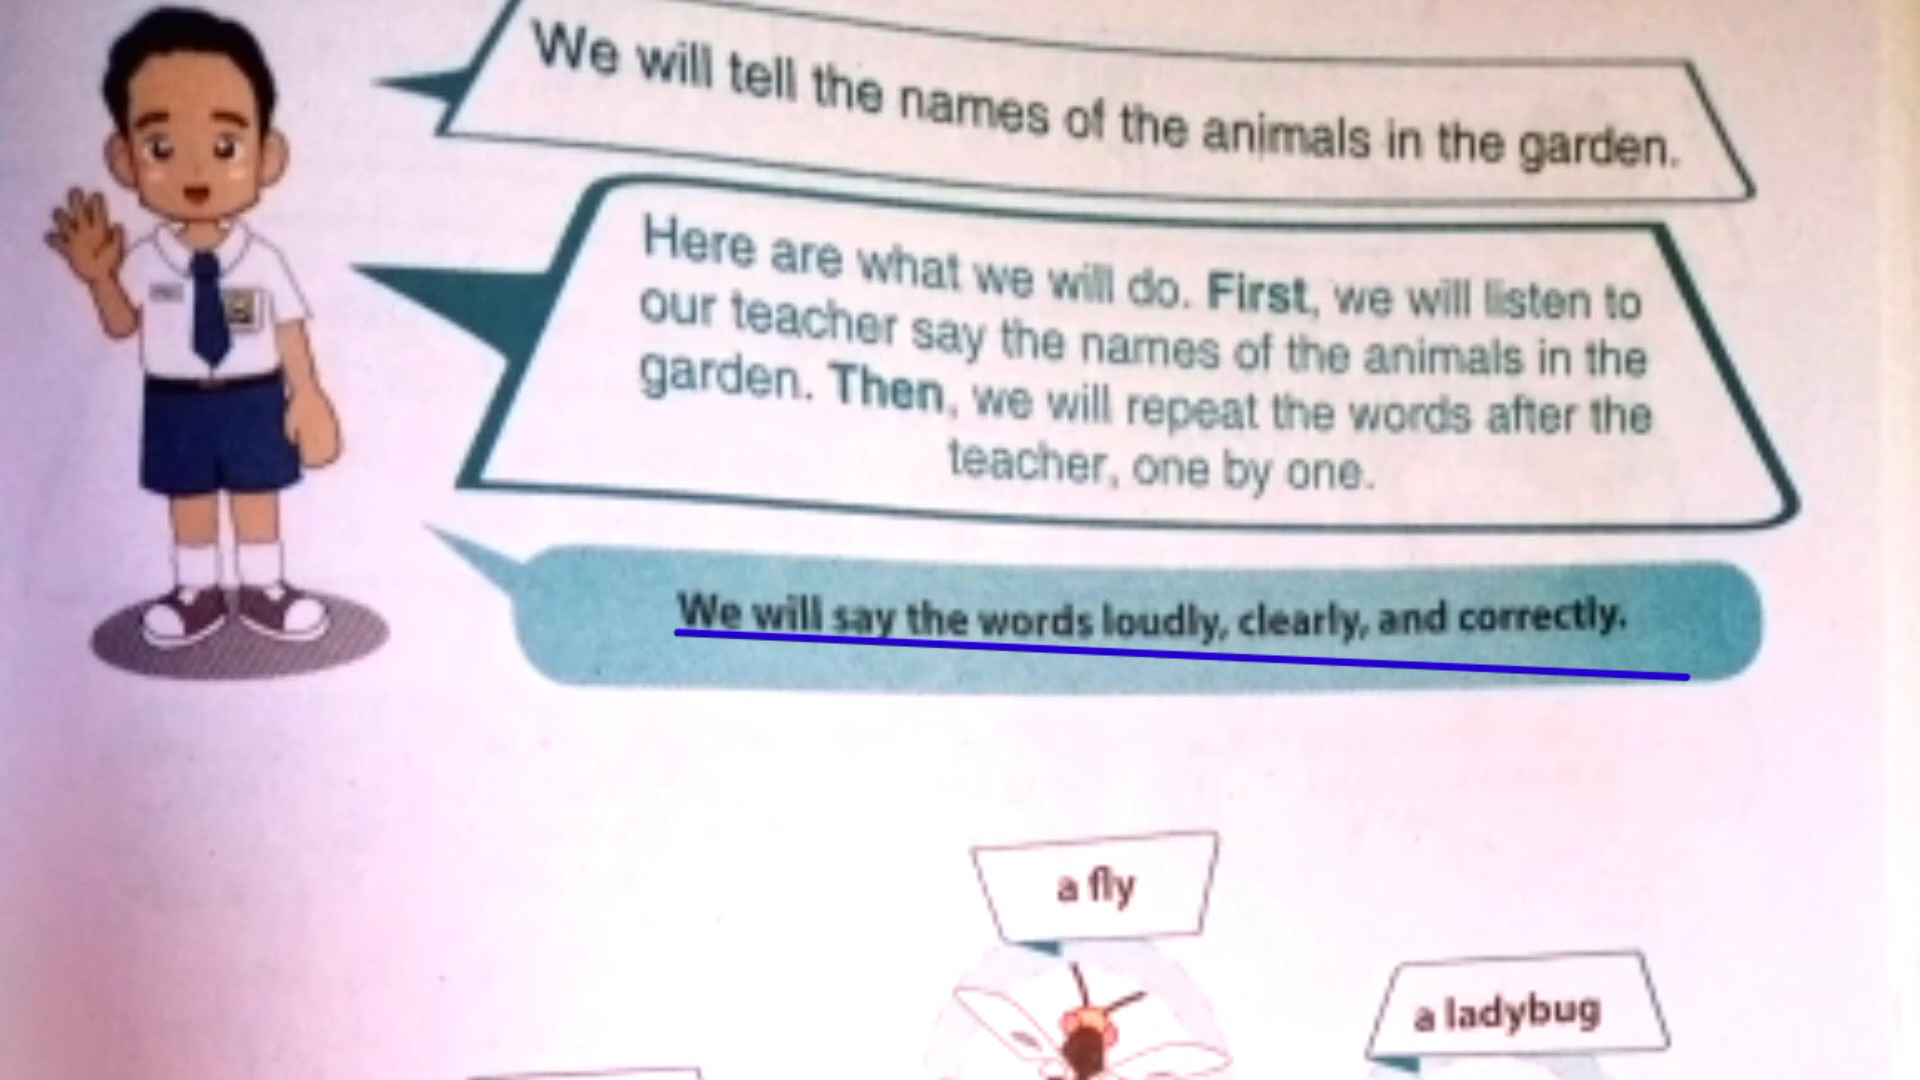 We will tell the names of the animals in the garden.
Here are what we will do. First, we will listen to
our teacher say the names of the animals in the
garden. Then, we will repeat the words after the
teacher, one by one.
We will say the words loudly, clearly, and correctly.
a fly
a ladybug